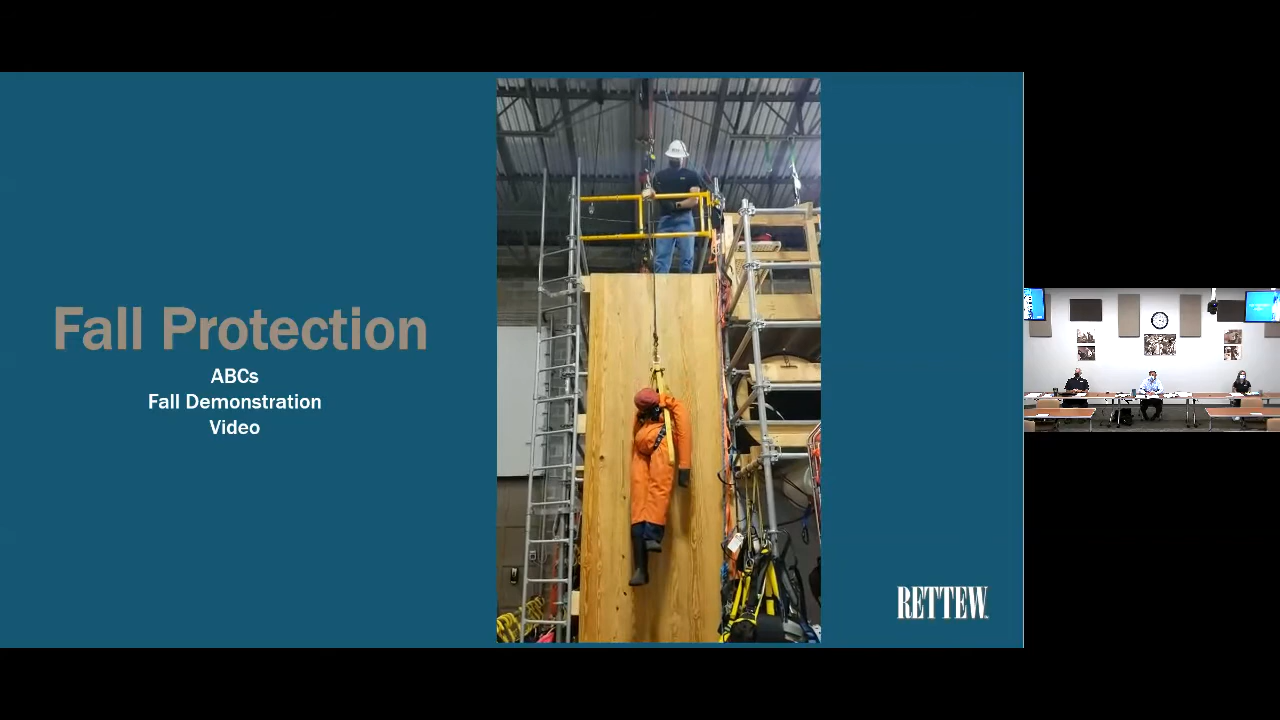 Fall Protection
ABCs
Fall Demonstration
Video
RETTEW